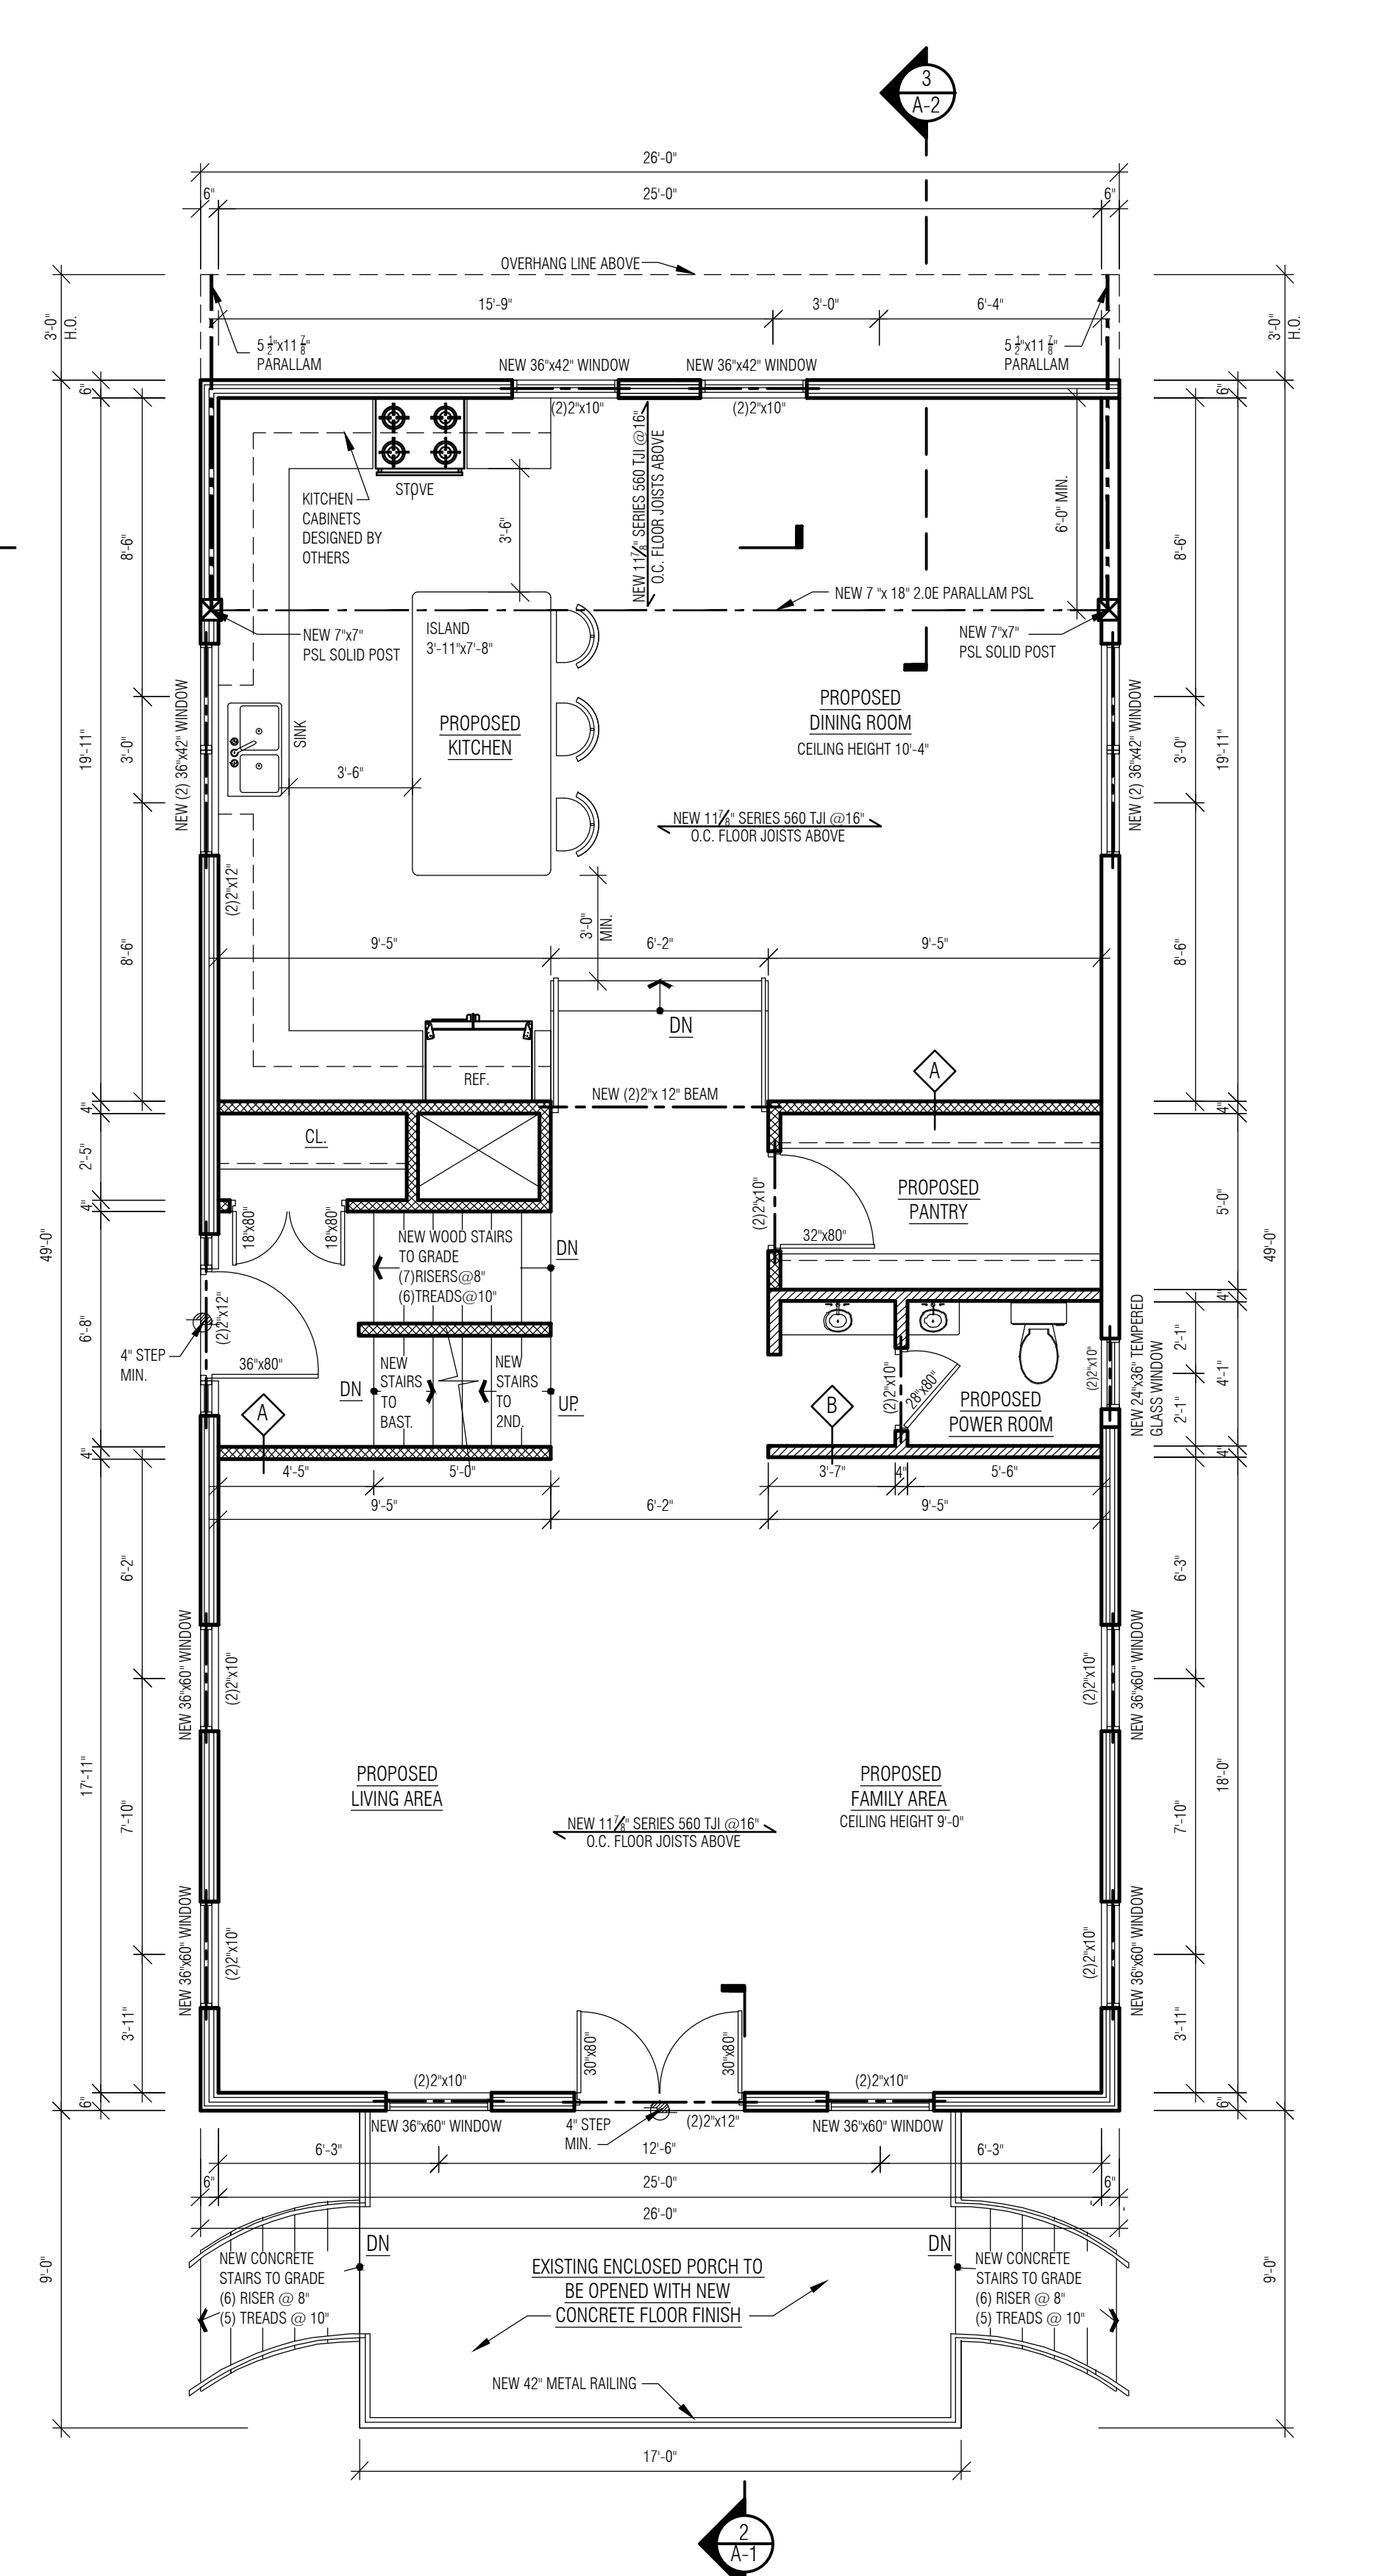 3
A-2
26'-0"
6"
25'-0"
6"
OVERHANG LINE ABOVE
15'-9"
3'-0"
6'-4"
3'-0"
H.O.
3'-0"
H.O.
5 1/2"x11 7/8"
PARALLAM
5 1/2"x11 7/8"
PARALLAM
NEW 36"x42" WINDOW
NEW 36"x42" WINDOW
6"
6"
(2)2"x10"
(2)2"x10"
STOVE
KITCHEN
CABINETS
DESIGNED BY
OTHERS
3'-6"
NEW 11 7/8" SERIES 560 TJI @16"
O.C. FLOOR JOISTS ABOVE
6'-0" MIN.
8'-6"
8'-6"
NEW 7 "x 18" 2.0E PARALLAM PSL
ISLAND
3'-11"x7'-8"
NEW 7"x7"
PSL SOLID POST
NEW 7"x7"
PSL SOLID POST
PROPOSED
KITCHEN
PROPOSED
DINING ROOM
CEILING HEIGHT 10'-4"
19'-11"
3'-0"
NEW (2) 36"x42" WINDOW
SINK
3'-6"
NEW (2) 36"x42" WINDOW
3'-0"
19'-11"
NEW 11 7/8" SERIES 560 TJI @16"
O.C. FLOOR JOISTS ABOVE
(2)2"x12"
8'-6"
9'-5"
3'-0"
MIN.
6'-2"
9'-5"
8'-6"
DN
REF.
NEW (2)2"x 12" BEAM
A
4"
4"
CL.
2'-5"
4"
18"x80"
18"x80"
NEW WOOD STAIRS
TO GRADE
(7)RISERS@8"
(6)TREADS@10"
DN
(2)2"x10"
32"x80"
PROPOSED
PANTRY
5'-0"
49'-0"
49'-0"
4"
6'-8"
(2)2"x12"
4" STEP
MIN.
36"x80"
A
DN
NEW
STAIRS
TO
BAST.
NEW
STAIRS
TO
2ND.
UP.
B
(2)2"x10"
28"x80"
PROPOSED
POWER ROOM
(2)2"x10"
NEW 24"x36" TEMPERED
GLASS WINDOW
2'-1"
2'-1"
4'-1"
4"
4"
4'-5"
5'-0"
3'-7"
4"
5'-6"
9'-5"
6'-2"
9'-5"
6'-2"
6'-3"
NEW 36"x60" WINDOW
(2)2"x10"
(2)2"x10"
NEW 36"x60" WINDOW
PROPOSED
LIVING AREA
PROPOSED
FAMILY AREA
CEILING HEIGHT 9'-0"
17'-11"
7'-10"
7'-10"
18'-0"
NEW 11 7/8" SERIES 560 TJI @16"
O.C. FLOOR JOISTS ABOVE
NEW 36"x60" WINDOW
(2)2"x10"
(2)2"x10"
NEW 36"x60" WINDOW
3'-11"
3'-11"
30"x80"
30"x80"
(2)2"x10"
(2)2"x10"
6"
6"
NEW 36"x60" WINDOW
4" STEP
MIN.
(2)2"x12"
NEW 36"x60" WINDOW
6'-3"
12'-6"
6'-3"
6"
25'-0"
6"
26'-0"
9'-0"
9'-0"
DN
DN
NEW CONCRETE
STAIRS TO GRADE
(6) RISER @ 8"
(5) TREADS @ 10"
EXISTING ENCLOSED PORCH TO
BE OPENED WITH NEW
CONCRETE FLOOR FINISH
NEW CONCRETE
STAIRS TO GRADE
(6) RISER @ 8"
(5) TREADS @ 10"
NEW 42" METAL RAILING
17'-0"
2
A-1